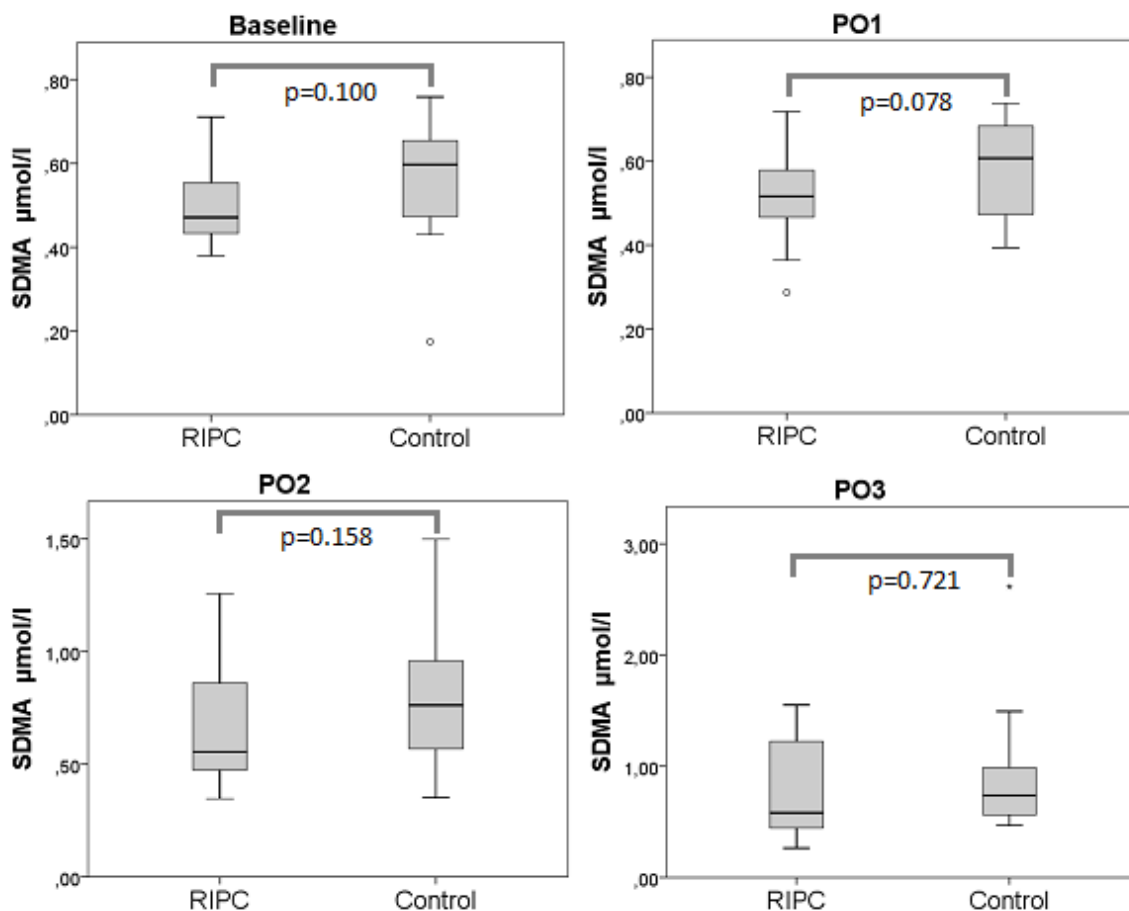 Baseline
p=0.100
SDMA µmol/l
,80
,60
,40
,20
,00
RIPC
Control
PO1
p=0.078
SDMA µmol/l
,80
,60
,40
,20
,00
RIPC
Control
PO2
p=0.158
SDMA µmol/l
1,50
1,00
,50
,00
RIPC
Control
PO3
p=0.721
SDMA µmol/l
3,00
2,00
1,00
,00
RIPC
Control